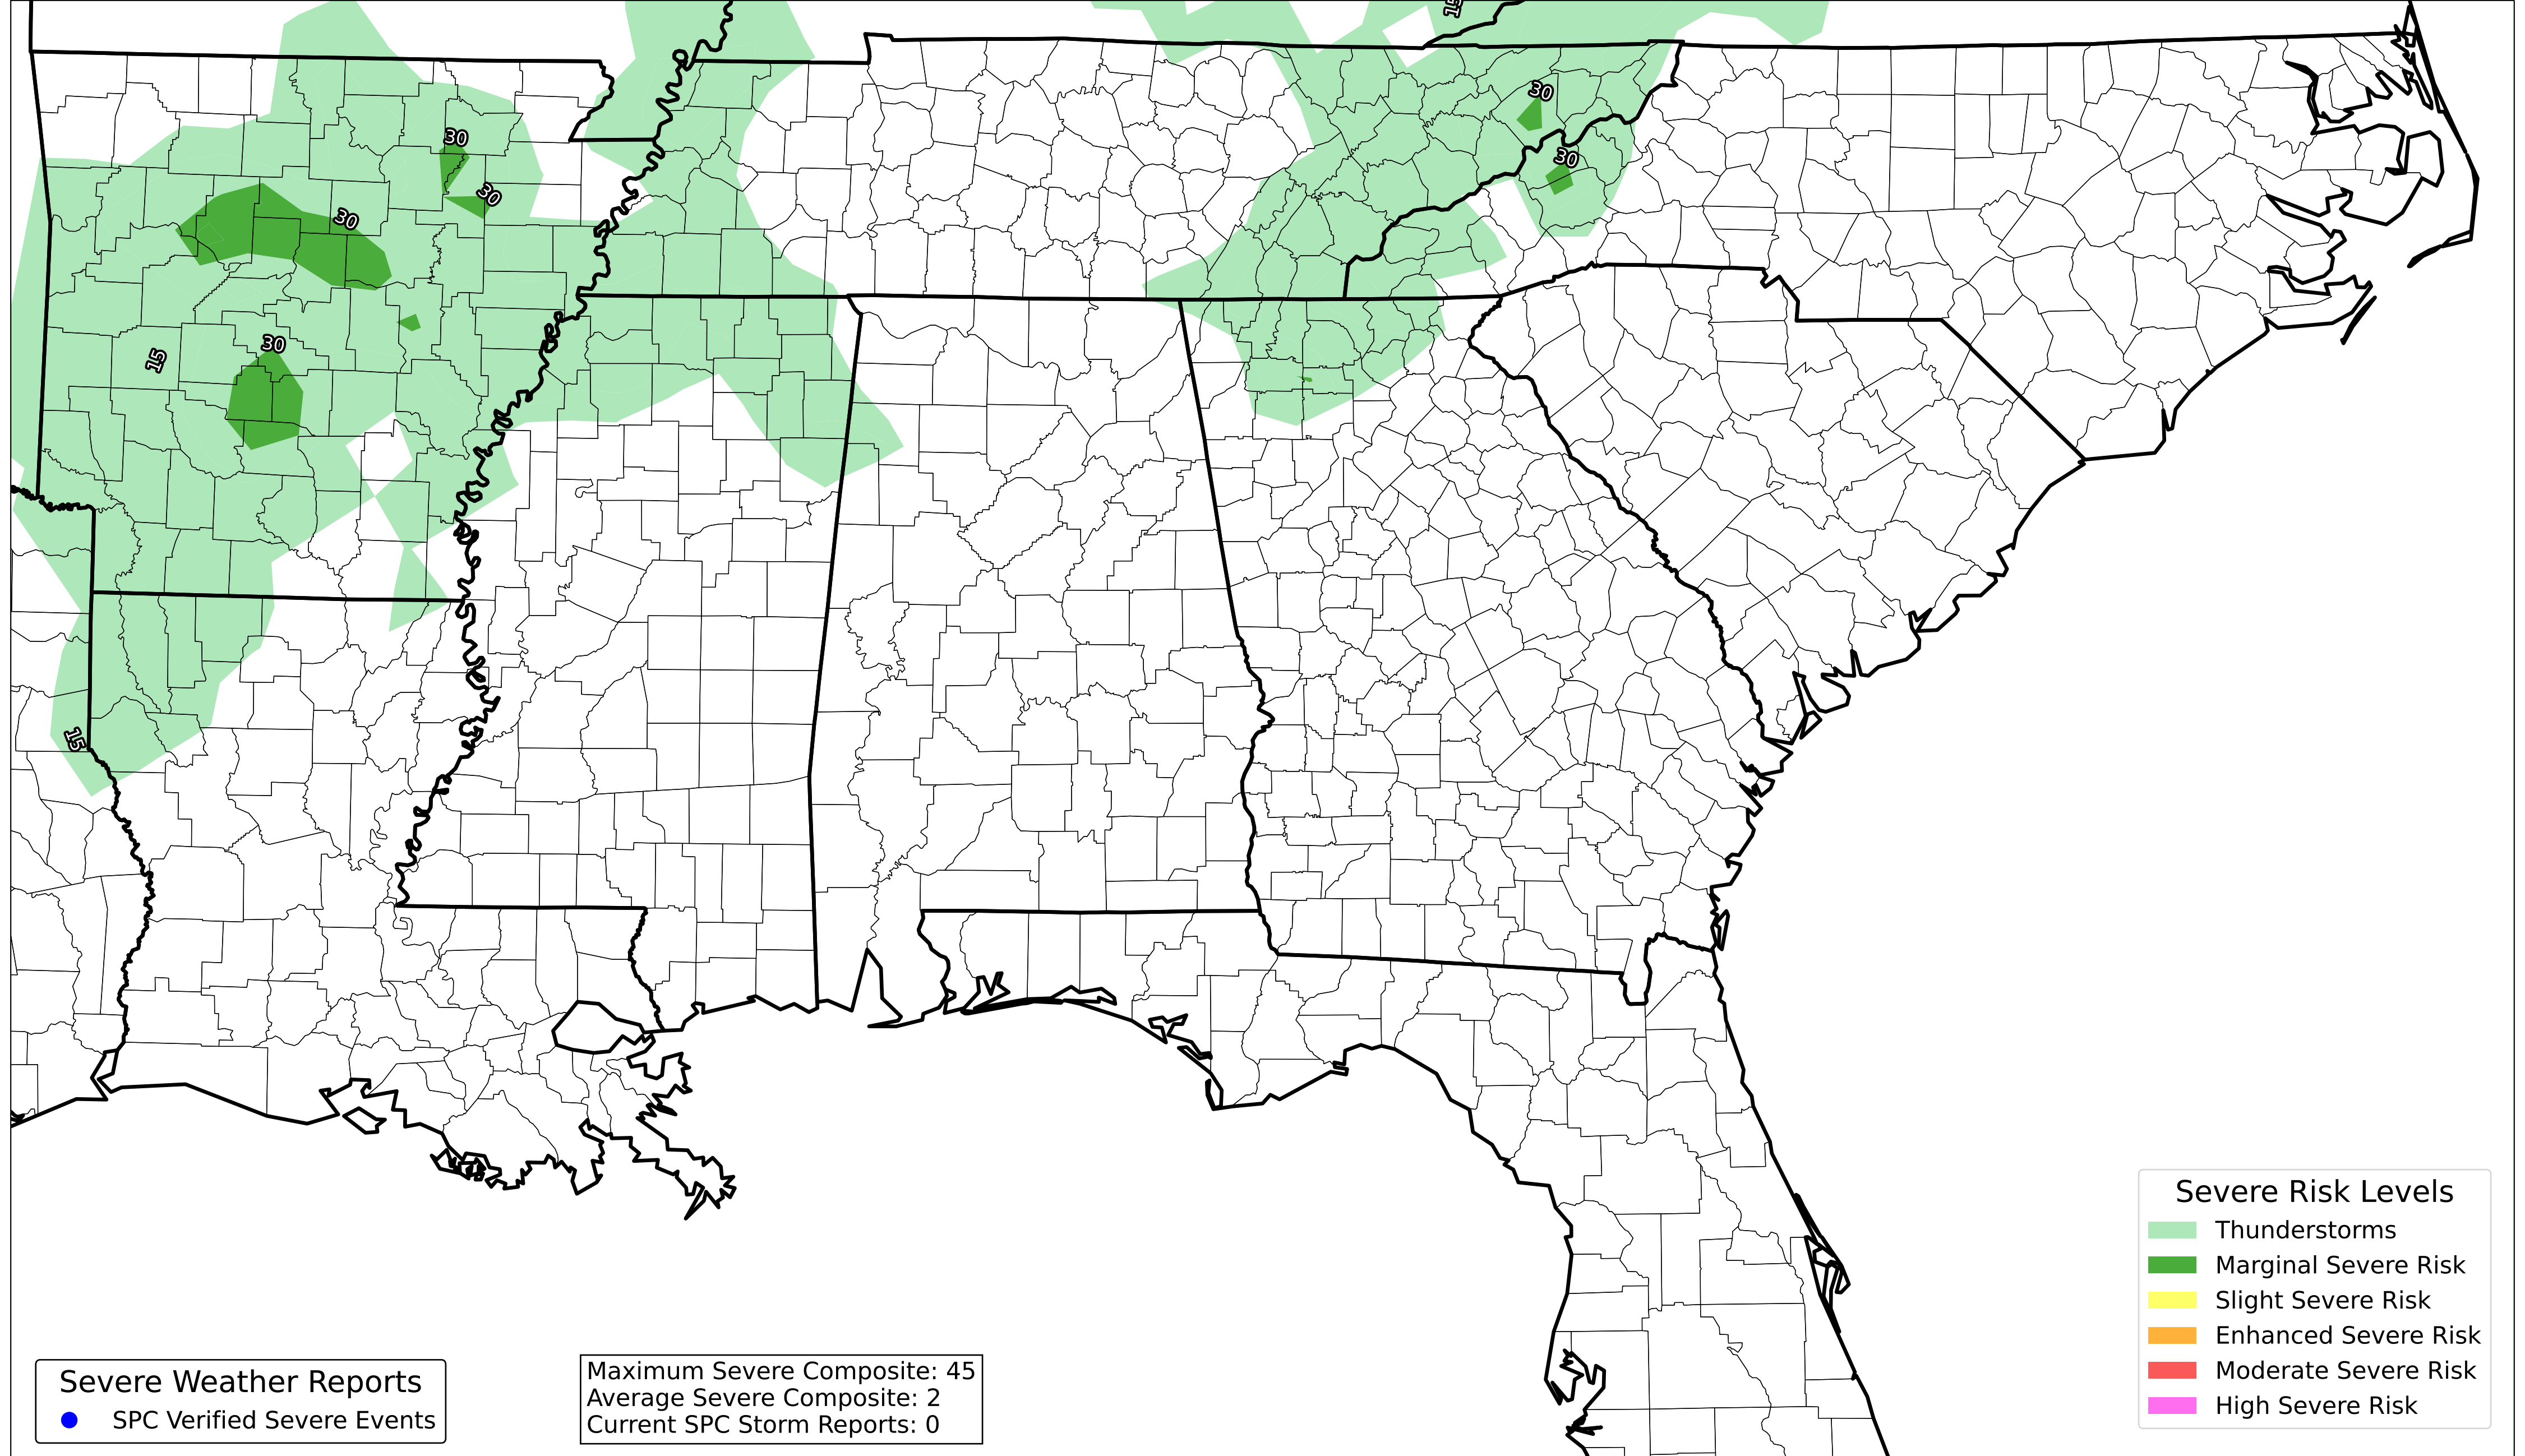 15
30
30
30
30
30
30
15
15
Severe Risk Levels
Thunderstorms
Marginal Severe Risk
Slight Severe Risk
Enhanced Severe Risk
Moderate Severe Risk
High Severe Risk
Severe Weather Reports
SPC Verified Severe Events
Maximum Severe Composite: 45
Average Severe Composite: 2
Current SPC Storm Reports: 0